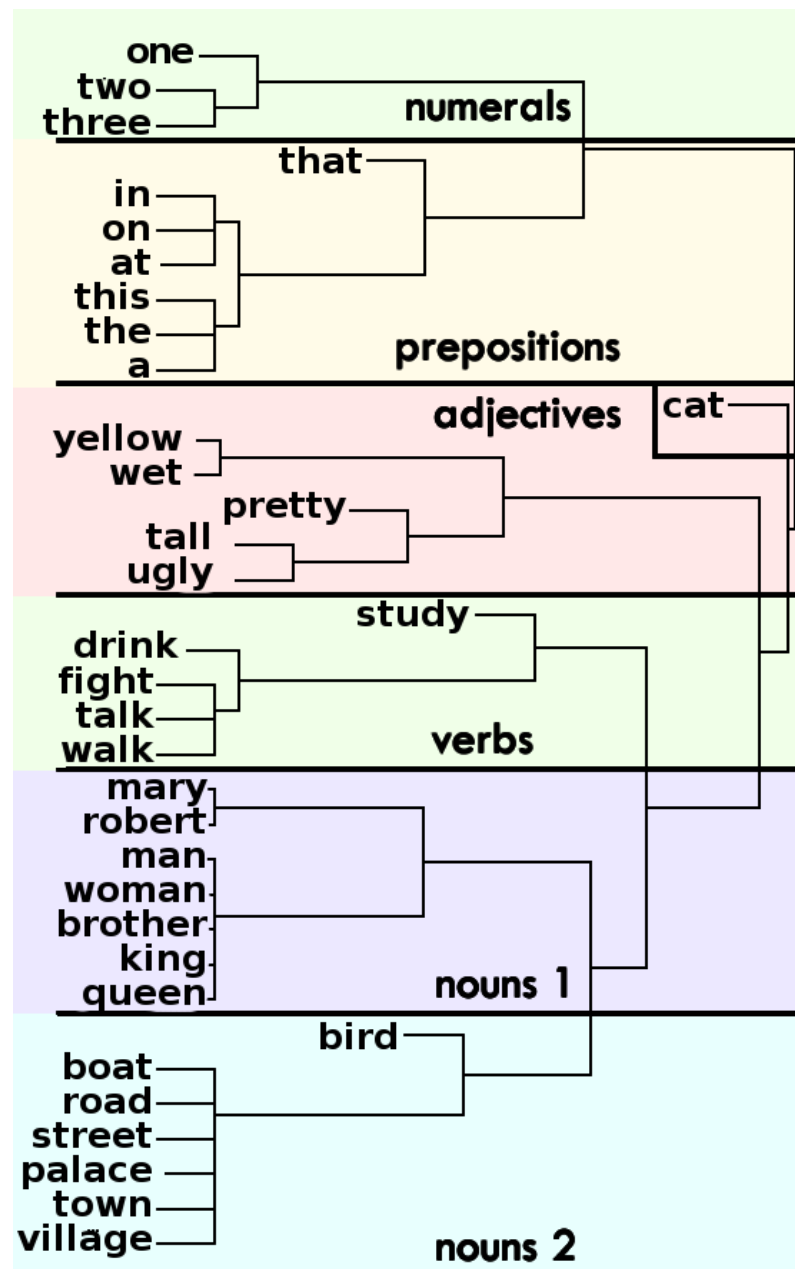 one
two
three
numerals
that
in
on
at
this
the
a
prepositions
adjectives
cat
yellow
wet
pretty
tall
ugly
study
drink
fight
talk
walk
verbs
mary
robert
man
woman
brother
king
queen
nouns 1
bird
boat
road
street
palace
town
village
nouns 2